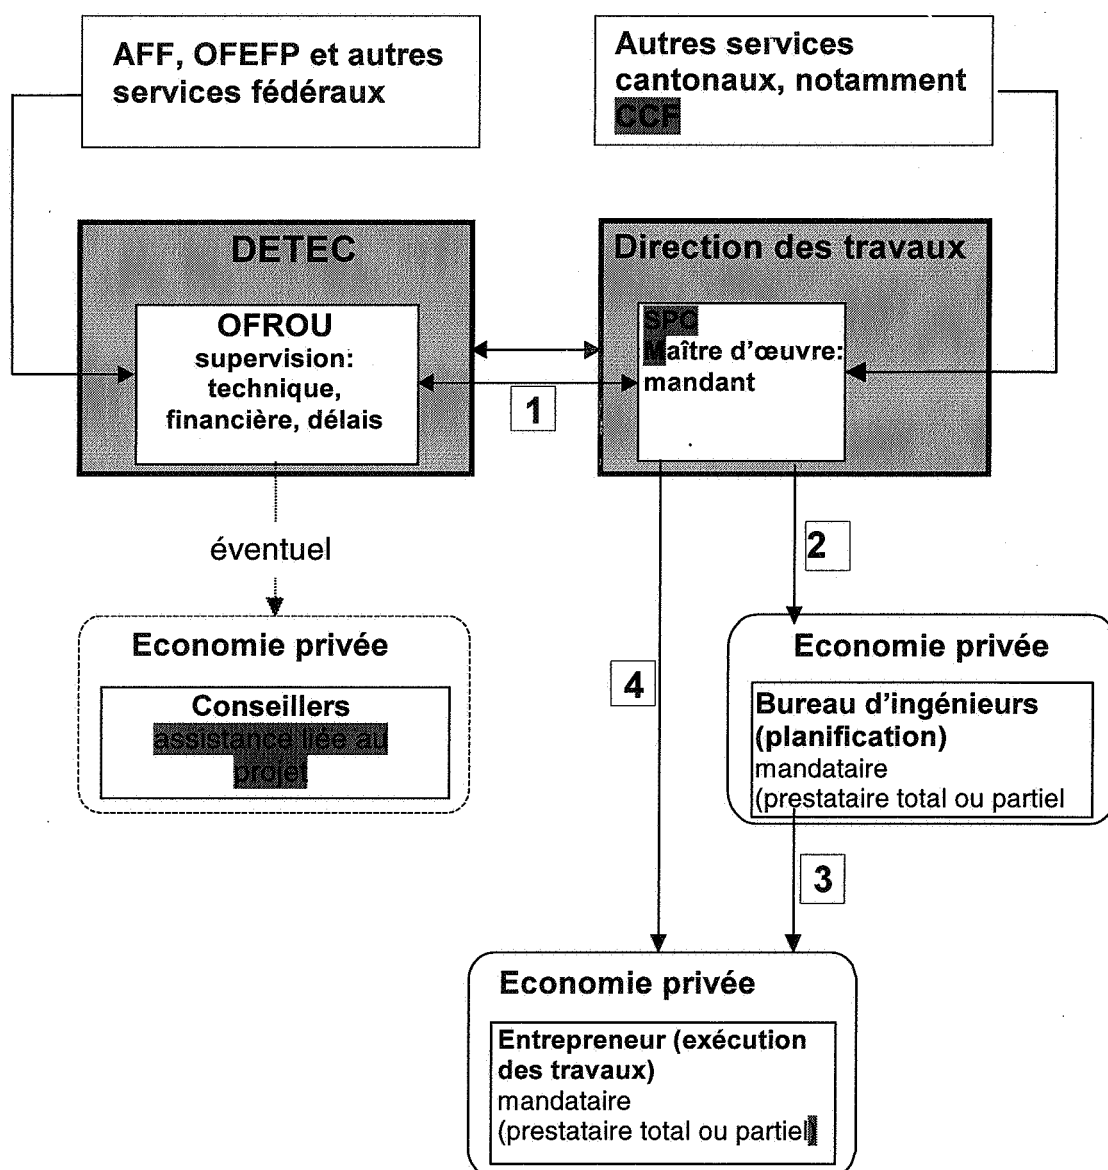 AFF, OFEFP et autres
services fédéraux
Autres services
cantonaux, notamment
CCF
DETEC
OFROU
supervision:
technique,
financière, délais
Direction des travaux
SPC
Maître d'œuvre:
mandant
1
éventuel
2
Economie privée
Conseillers
assistance liée au
projet
4
Economie privée
Bureau d'ingénieurs
(planification)
mandataire
(prestataire total ou partiel
3
Economie privée
Entrepreneur (exécution
des travaux)
mandataire
(prestataire total ou partiel)